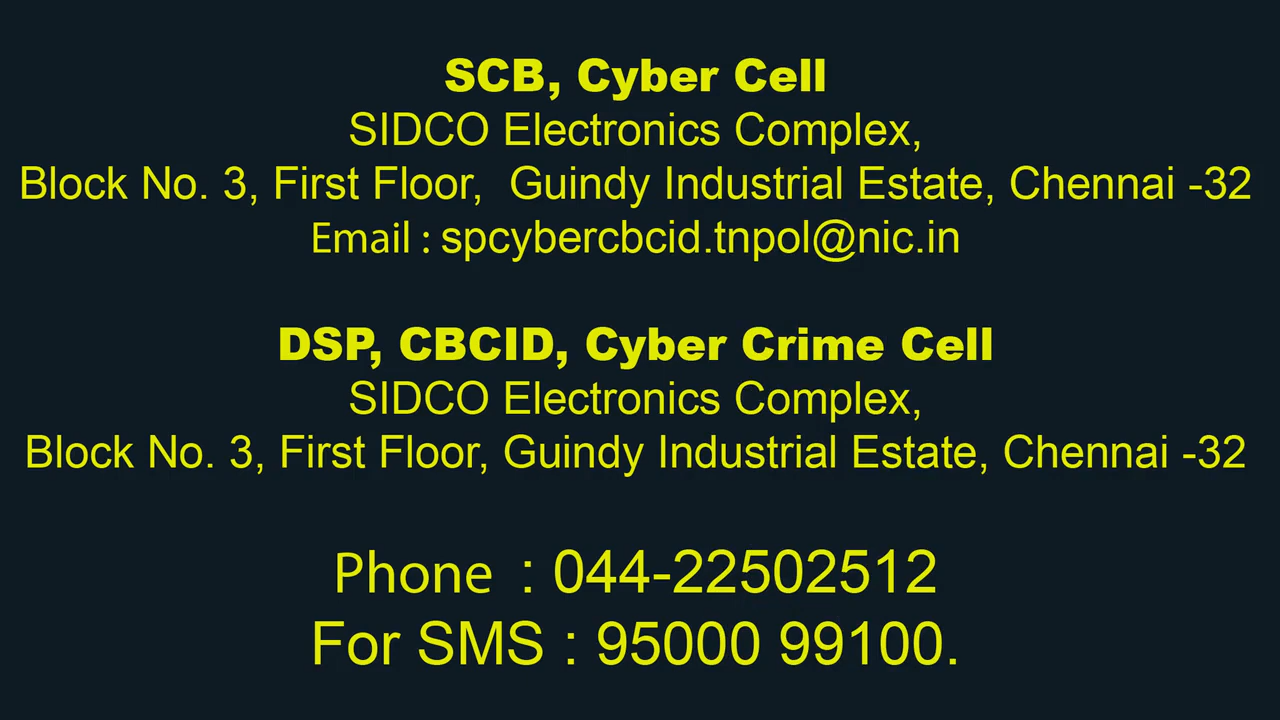 SCB, Cyber Cell
SIDCO Electronics Complex,
Block No. 3, First Floor,  Guindy Industrial Estate, Chennai -32
Email : spcybercbcid.tnpol@nic.in
DSP, CBCID, Cyber Crime Cell
SIDCO Electronics Complex,
Block No. 3, First Floor, Guindy Industrial Estate, Chennai -32
Phone  : 044-22502512
For SMS : 95000 99100.